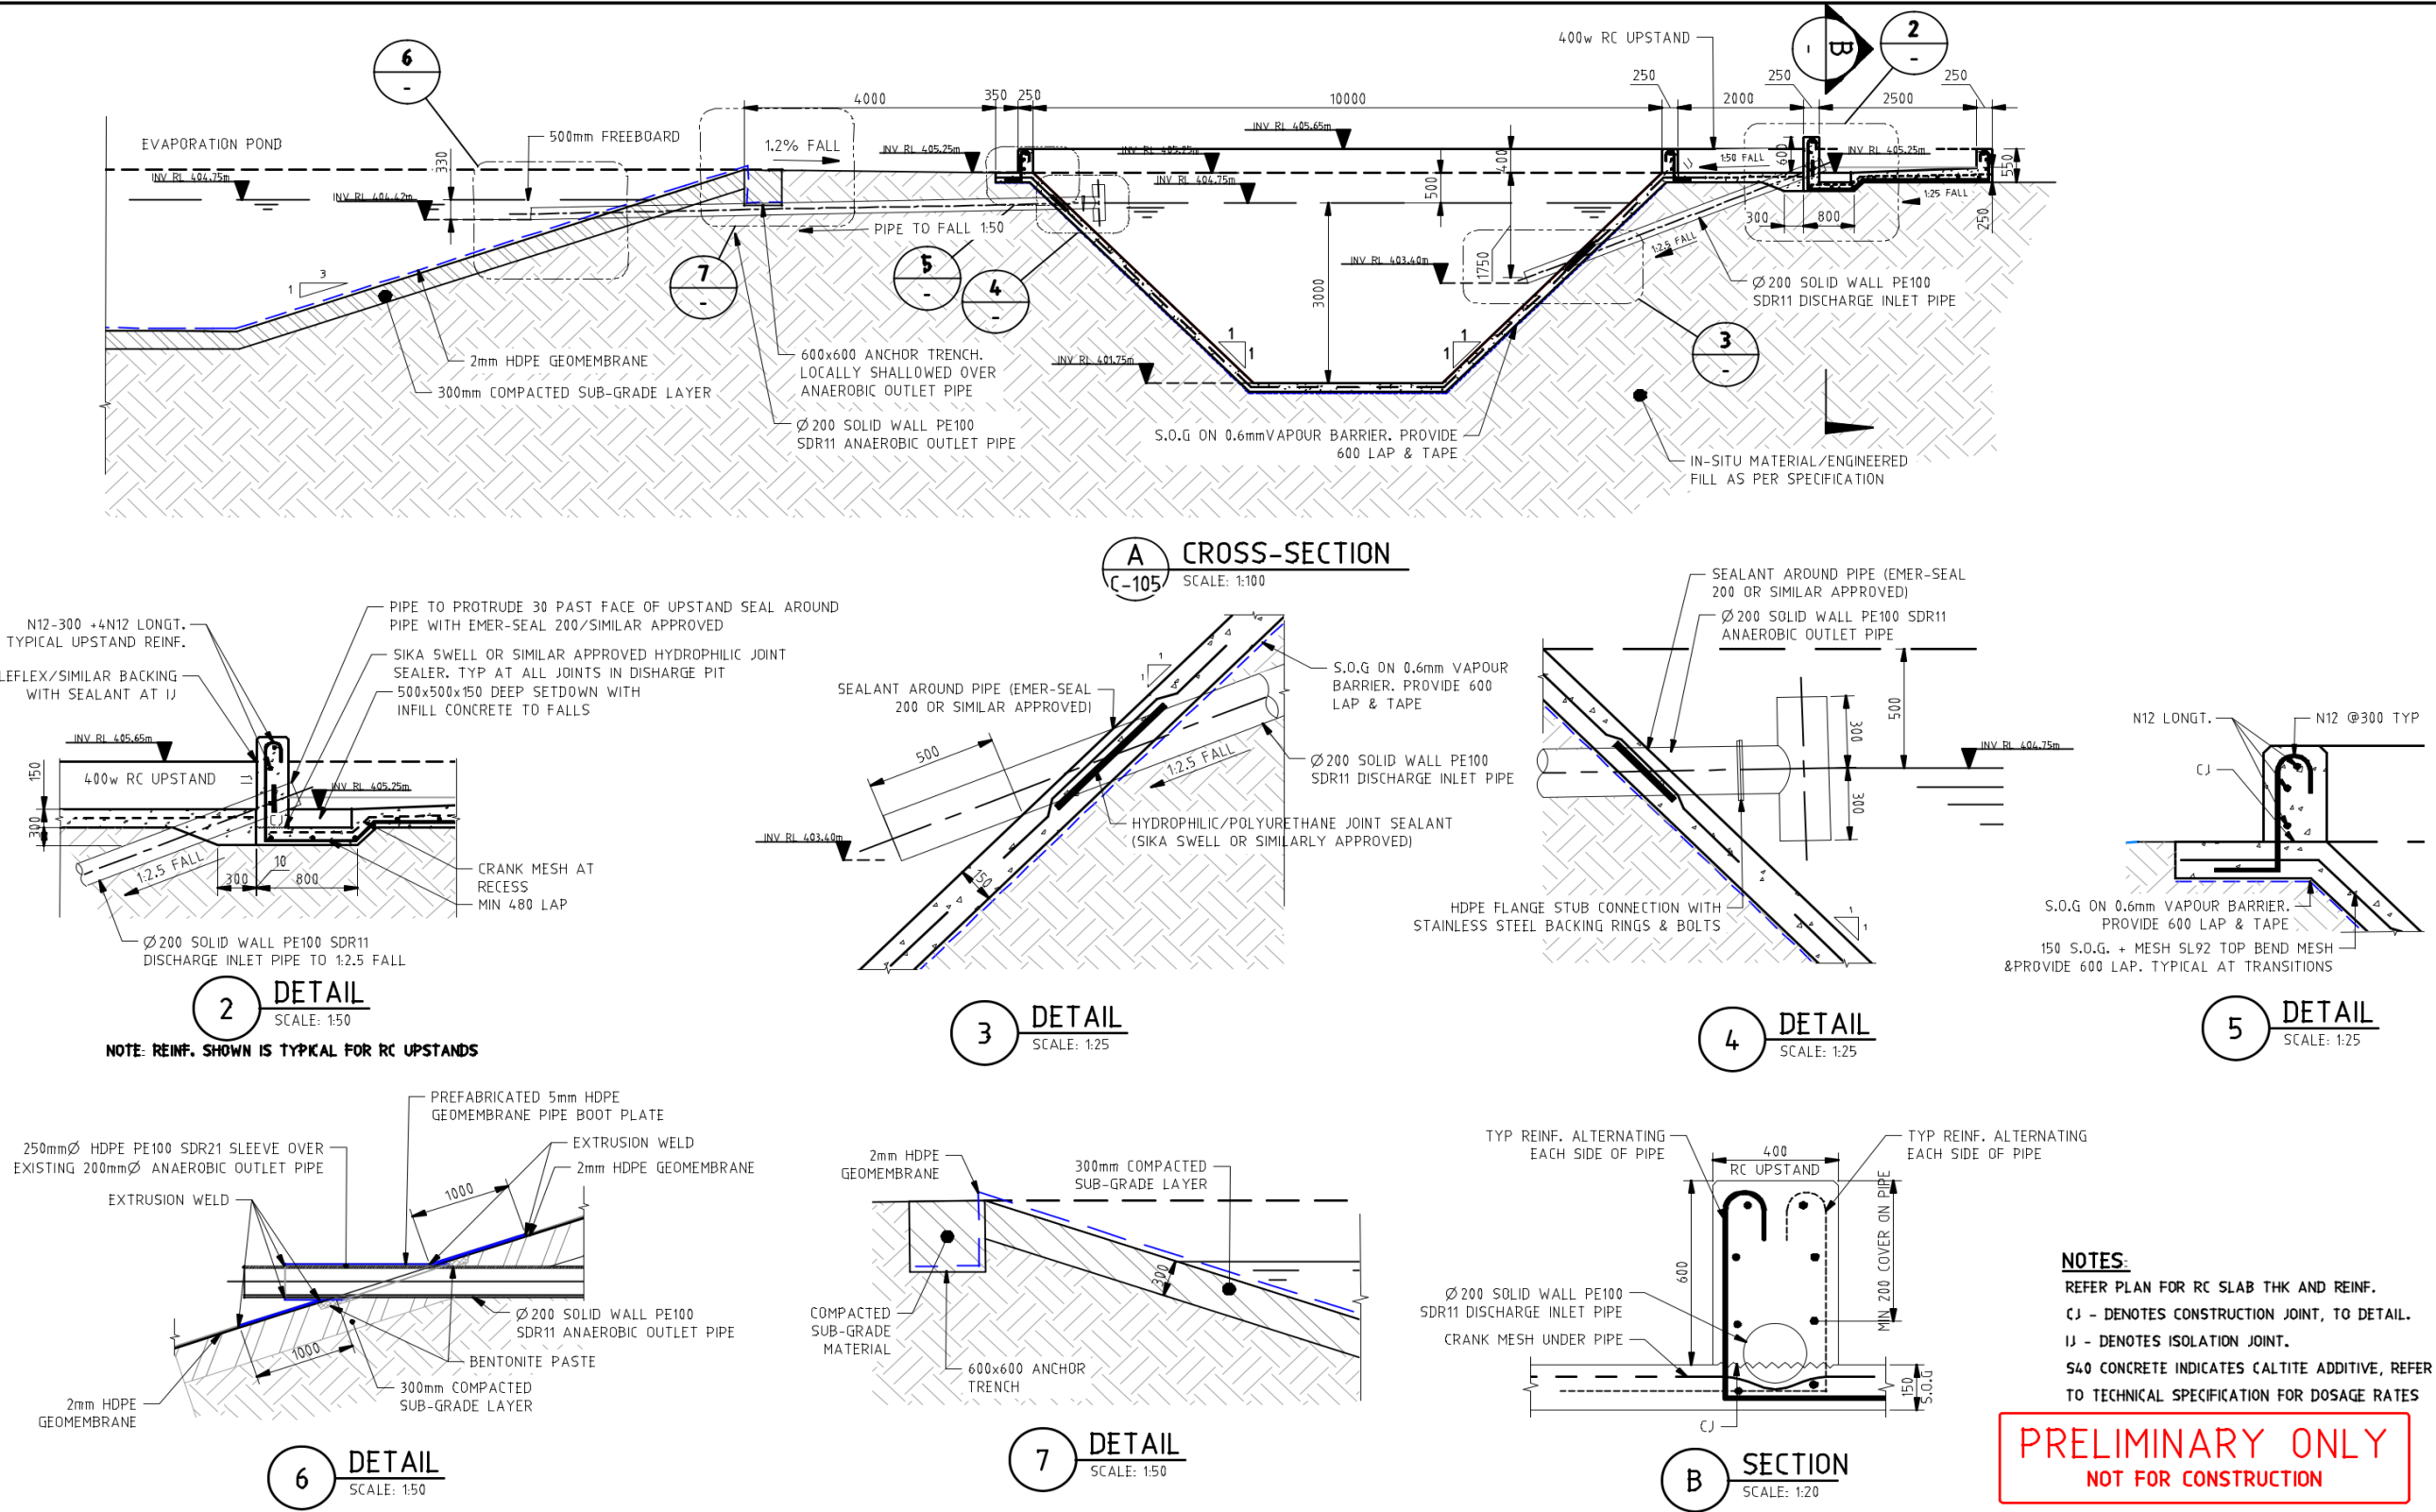 6
-
EVAPORATION POND
500mm FREEBOARD
330
INV RL 404.75m
INV RL 404.42m
4000
350
250
10000
250
2000
250
2500
250
400w RC UPSTAND
-
B
2
-
1.2% FALL
INV RL 405.25m
INV RL 405.65m
INV RL 405.25m
INV RL 404.75m
400
500
IJ
1:50 FALL
600
INV RL 405.25m
550
1:25 FALL
250
300
800
PIPE TO FALL 1:50
7
-
5
-
4
-
3
1
1750
INV RL 403.40m
1:2.5 FALL
3000
Ø200 SOLID WALL PE100
SDR11 DISCHARGE INLET PIPE
3
-
1
1
1
1
INV RL 401.75m
2mm HDPE GEOMEMBRANE
300mm COMPACTED SUB-GRADE LAYER
600x600 ANCHOR TRENCH.
LOCALLY SHALLOWED OVER
ANAEROBIC OUTLET PIPE
Ø200 SOLID WALL PE100
SDR11 ANAEROBIC OUTLET PIPE
S.O.G ON 0.6mmVAPOUR BARRIER. PROVIDE
600 LAP & TAPE
IN-SITU MATERIAL/ENGINEERED
FILL AS PER SPECIFICATION
A
C-105
CROSS-SECTION
SCALE: 1:100
N12-300 +4N12 LONGT.
TYPICAL UPSTAND REINF.
LEFLEX/SIMILAR BACKING
WITH SEALANT AT IJ
PIPE TO PROTRUDE 30 PAST FACE OF UPSTAND SEAL AROUND
PIPE WITH EMER-SEAL 200/SIMILAR APPROVED
SIKA SWELL OR SIMILAR APPROVED HYDROPHILIC JOINT
SEALER. TYP AT ALL JOINTS IN DISHARGE PIT
500x500x150 DEEP SETDOWN WITH
INFILL CONCRETE TO FALLS
INV RL 405.65m
150
400w RC UPSTAND
IJ
INV RL 405.25m
CJ
300
1:2.5 FALL
300
10
800
CRANK MESH AT
RECESS
MIN 480 LAP
Ø200 SOLID WALL PE100 SDR11
DISCHARGE INLET PIPE TO 1:2.5 FALL
2
DETAIL
SCALE: 1:50
NOTE: REINF. SHOWN IS TYPICAL FOR RC UPSTANDS
SEALANT AROUND PIPE (EMER-SEAL
200 OR SIMILAR APPROVED)
1
1
S.O.G ON 0.6mm VAPOUR
BARRIER. PROVIDE 600
LAP & TAPE
500
1:2.5 FALL
Ø200 SOLID WALL PE100
SDR11 DISCHARGE INLET PIPE
INV RL 403.40m
HYDROPHILIC/POLYURETHANE JOINT SEALANT
(SIKA SWELL OR SIMILARLY APPROVED)
150
3
DETAIL
SCALE: 1:25
SEALANT AROUND PIPE (EMER-SEAL
200 OR SIMILAR APPROVED)
Ø200 SOLID WALL PE100 SDR11
ANAEROBIC OUTLET PIPE
500
300
300
INV RL 404.75m
HDPE FLANGE STUB CONNECTION WITH
STAINLESS STEEL BACKING RINGS & BOLTS
1
1
4
DETAIL
SCALE: 1:25
N12 LONGT.
N12 @300 TYP
CJ
S.O.G ON 0.6mm VAPOUR BARRIER.
PROVIDE 600 LAP & TAPE
150 S.O.G. + MESH SL92 TOP BEND MESH
&PROVIDE 600 LAP. TYPICAL AT TRANSITIONS
5
DETAIL
SCALE: 1:25
PREFABRICATED 5mm HDPE
GEOMEMBRANE PIPE BOOT PLATE
250mmØ HDPE PE100 SDR21 SLEEVE OVER
EXISTING 200mmØ ANAEROBIC OUTLET PIPE
EXTRUSION WELD
2mm HDPE GEOMEMBRANE
EXTRUSION WELD
1000
Ø200 SOLID WALL PE100
SDR11 ANAEROBIC OUTLET PIPE
BENTONITE PASTE
1000
300mm COMPACTED
SUB-GRADE LAYER
2mm HDPE
GEOMEMBRANE
6
DETAIL
SCALE: 1:50
2mm HDPE
GEOMEMBRANE
300mm COMPACTED
SUB-GRADE LAYER
300
COMPACTED
SUB-GRADE
MATERIAL
600x600 ANCHOR
TRENCH
7
DETAIL
SCALE: 1:50
TYP REINF. ALTERNATING
EACH SIDE OF PIPE
400
RC UPSTAND
TYP REINF. ALTERNATING
EACH SIDE OF PIPE
600
MIN 200 COVER ON PIPE
Ø200 SOLID WALL PE100
SDR11 DISCHARGE INLET PIPE
CRANK MESH UNDER PIPE
150
S.O.G
CJ
B
SECTION
SCALE: 1:20
NOTES:
REFER PLAN FOR RC SLAB THK AND REINF.
CJ - DENOTES CONSTRUCTION JOINT, TO DETAIL.
IJ - DENOTES ISOLATION JOINT.
S40 CONCRETE INDICATES CALTITE ADDITIVE, REFER
TO TECHNICAL SPECIFICATION FOR DOSAGE RATES
PRELIMINARY ONLY
NOT FOR CONSTRUCTION